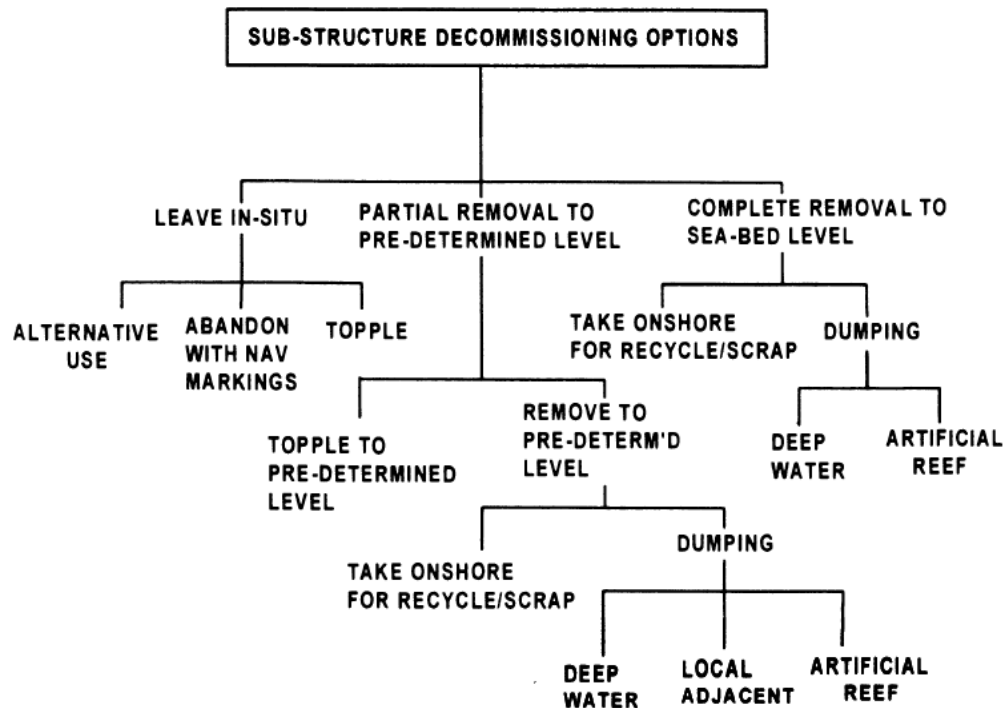 SUB-STRUCTURE DECOMMISSIONING OPTIONS
LEAVE IN-SITU
PARTIAL REMOVAL TO
PRE-DETERMINED LEVEL
COMPLETE REMOVAL TO
SEA-BED LEVEL
ALTERNATIVE
USE
ABANDON
WITH NAV
MARKINGS
TOPPLE
TAKE ONSHORE
FOR RECYCLE/SCRAP
DUMPING
TOPPLE TO
PRE-DETERMINED
LEVEL
REMOVE TO
PRE-DETERM'D
LEVEL
DEEP
WATER
ARTIFICIAL
REEF
TAKE ONSHORE
FOR RECYCLE/SCRAP
DUMPING
DEEP
WATER
LOCAL
ADJACENT
ARTIFICIAL
REEF